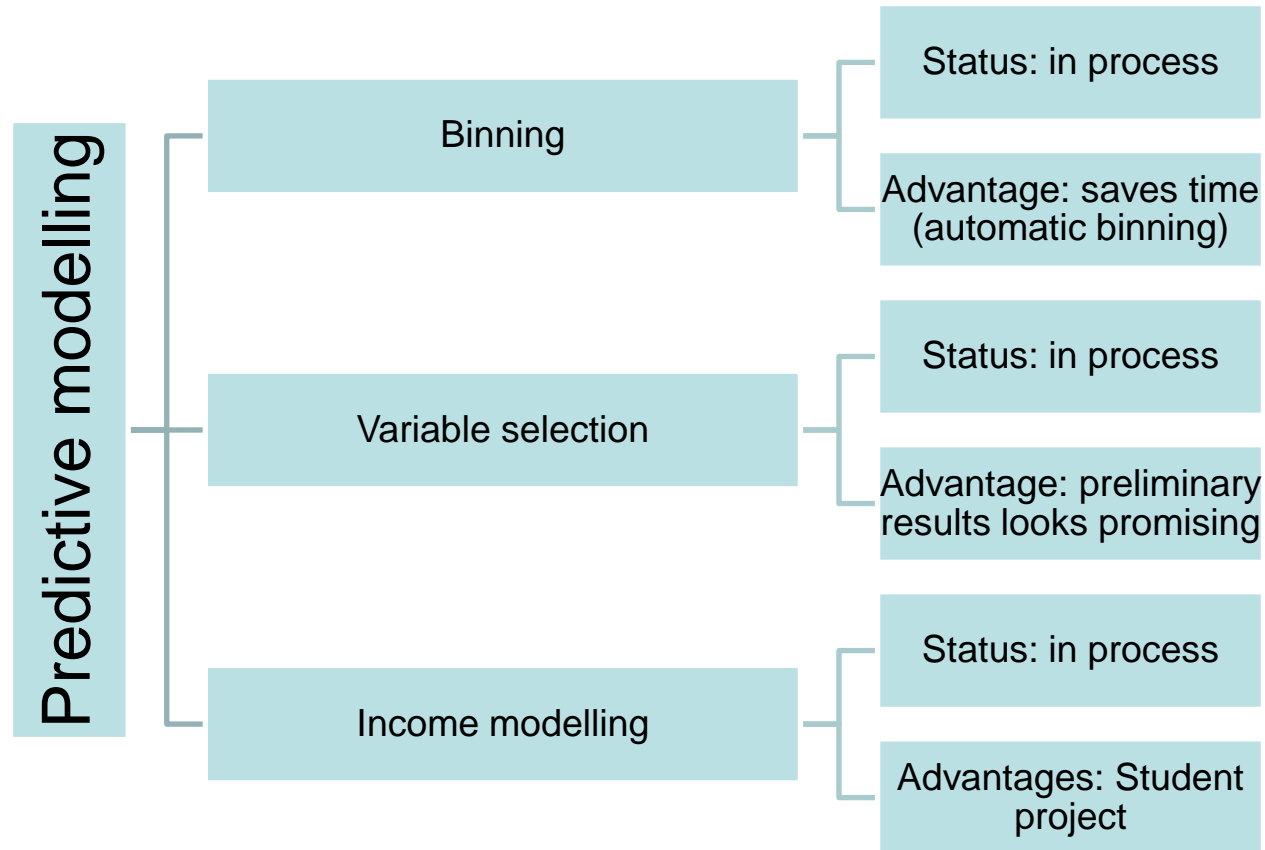 Predictive modelling
Binning
Status: in process
Advantage: saves time
(automatic binning)
Variable selection
Status: in process
Advantage: preliminary
results looks promising
Income modelling
Status: in process
Advantages: Student
project